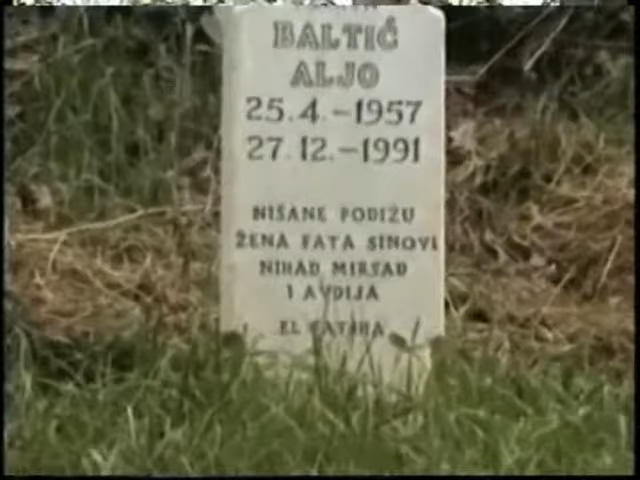 BALTIĆ
ALJO
25.4.-1957
27.12.-1991
NIŠANE PODIŽU
ŽENA FATA SINOVI
NIHAD MIRSAD
I AVDIJA
EL FATIHA